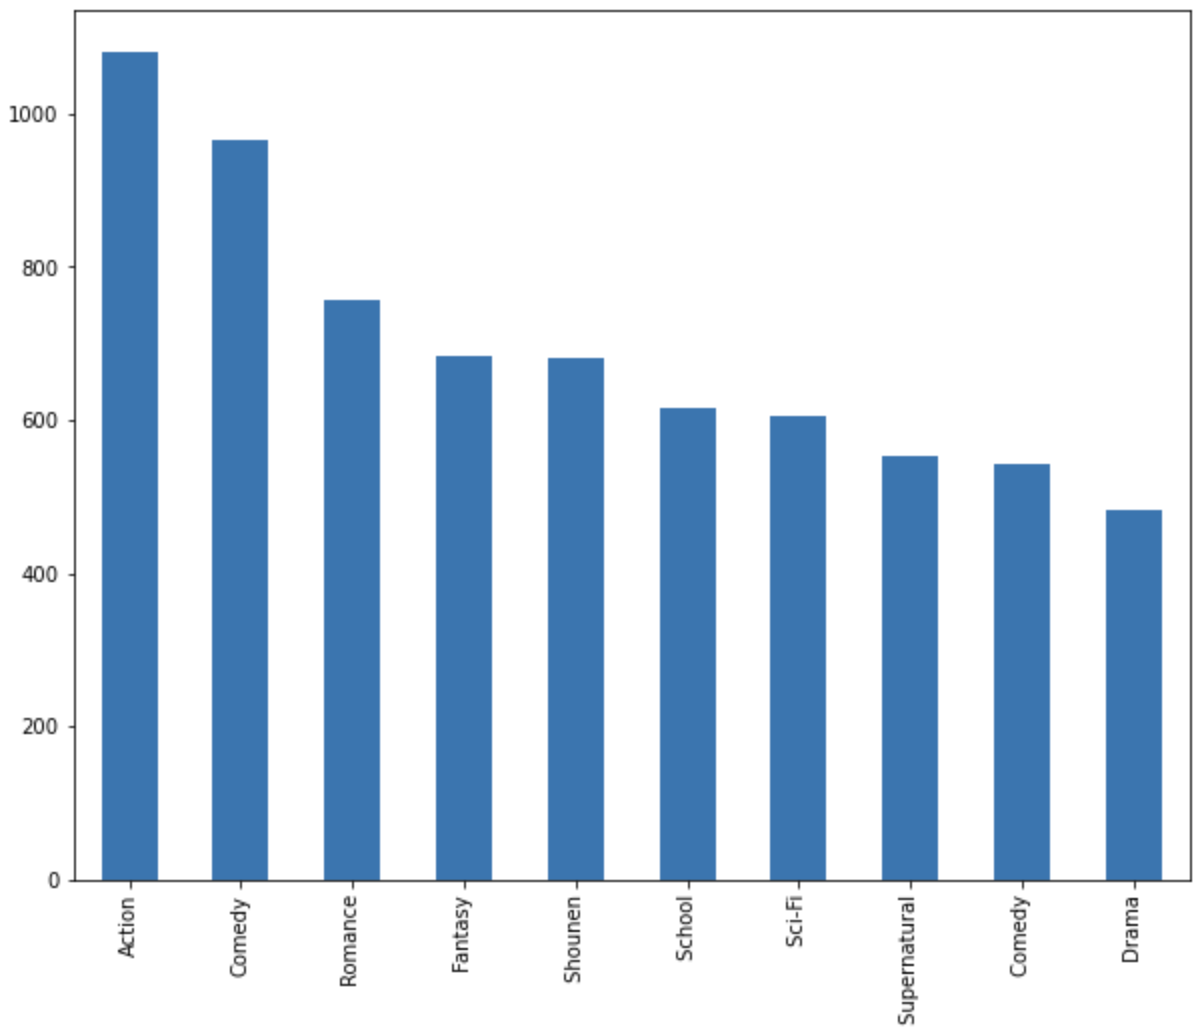 1000
800
600
400
200
0
Action
Comedy
Romance
Fantasy
Shounen
School
Sci-Fi
Supernatural
Comedy
Drama